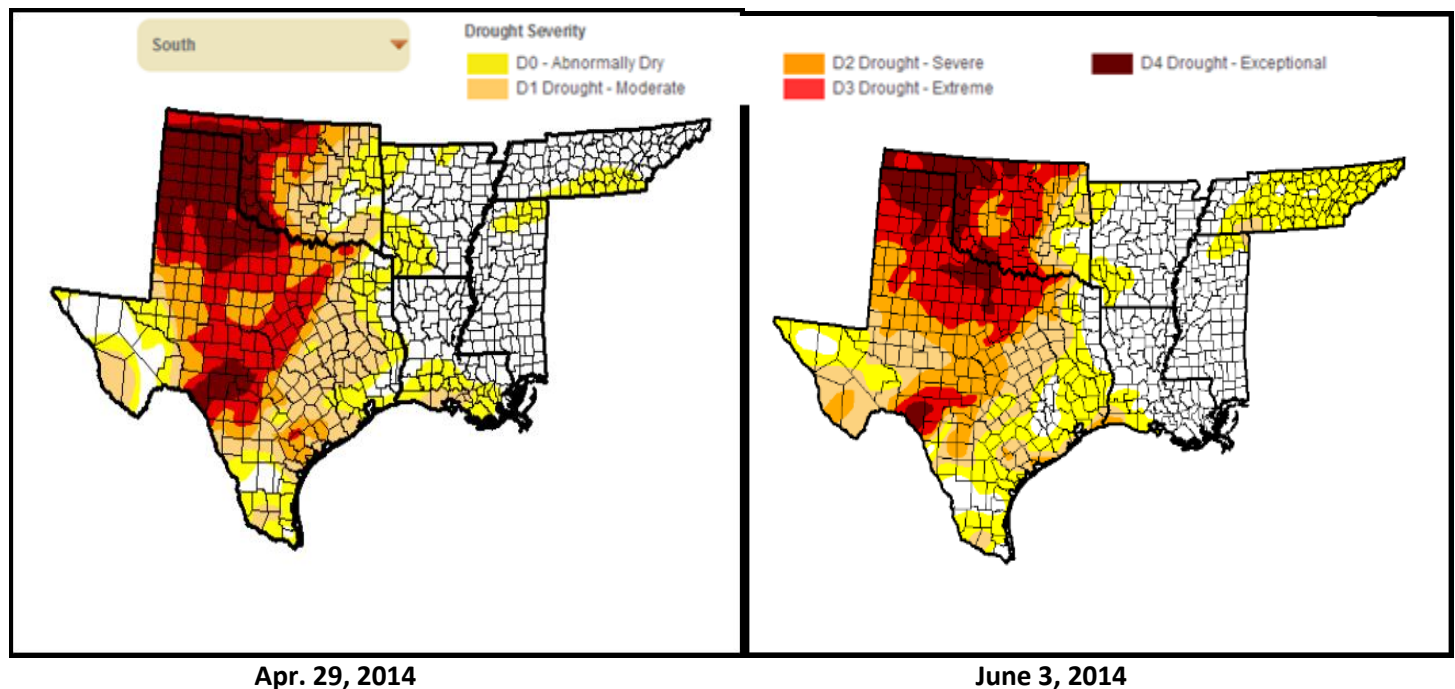 South
Drought Severity
D0 - Abnormally Dry
D1 Drought - Moderate
D2 Drought - Severe
D3 Drought - Extreme
D4 Drought - Exceptional
Apr. 29, 2014
June 3, 2014